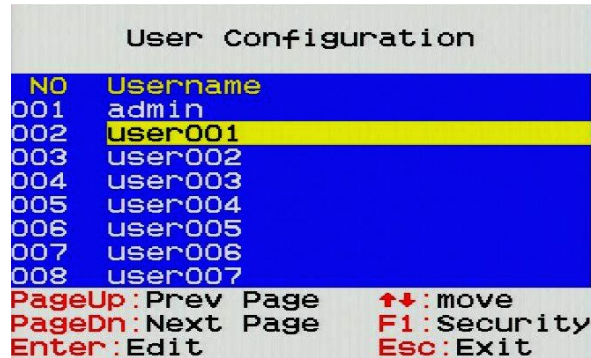 User Configuration
NO Username
001 admin
002 user001
003 user002
004 user003
005 user004
006 user005
007 user006
008 user007
PageUp:Prev Page ↑↓:move
PageDn:Next Page F1:Security
Enter:Edit Esc:Exit